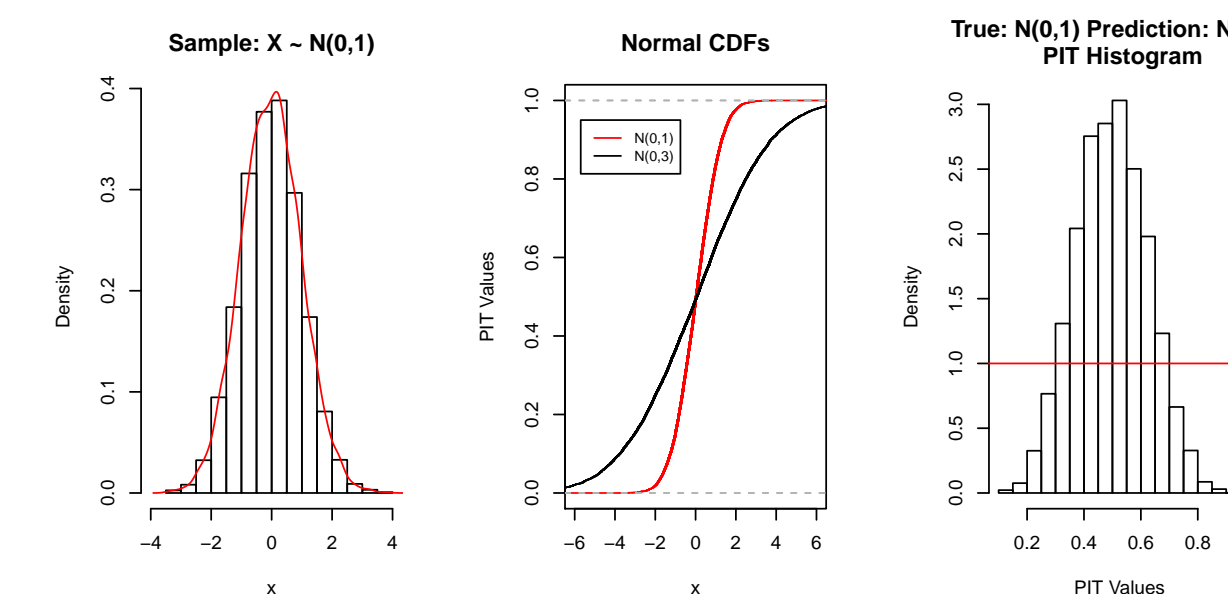 Sample: X ~ N(0,1)
Density
0.0 0.1 0.2 0.3 0.4
−4 −2 0 2 4
x
Normal CDFs
PIT Values
0.0 0.2 0.4 0.6 0.8 1.0
N(0,1)
N(0,3)
−6 −4 −2 0 2 4 6
x
True: N(0,1) Prediction: N
PIT Histogram
Density
0.0 0.5 1.0 1.5 2.0 2.5 3.0
0.2 0.4 0.6 0.8
PIT Values